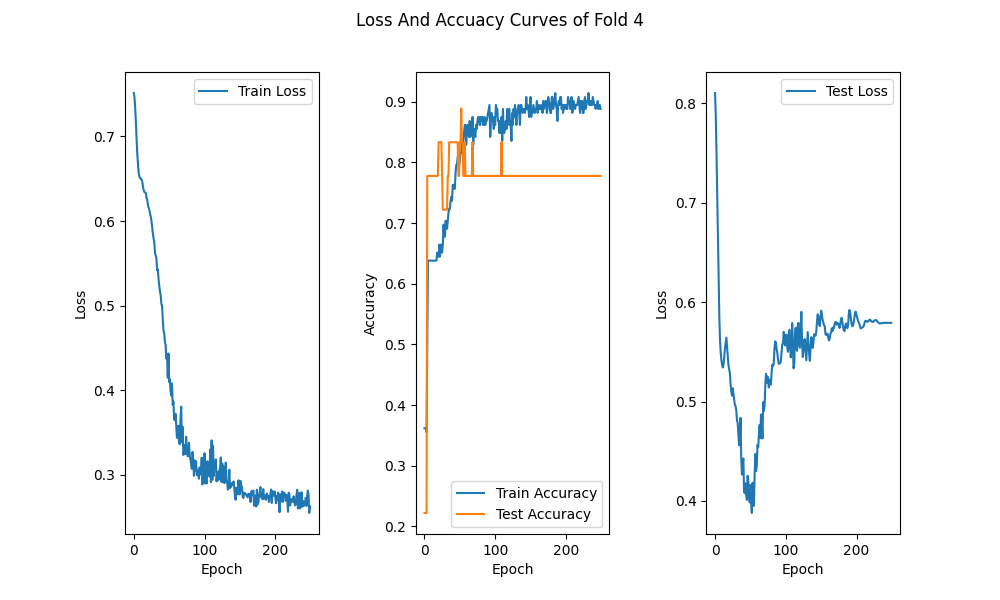 Loss And Accuacy Curves of Fold 4
Train Loss
0.7
0.6
0.5
0.4
0.3
Loss
0 100 200
Epoch
0.9
0.8
0.7
0.6
0.5
0.4
0.3
0.2
Accuracy
Train Accuracy
Test Accuracy
0 100 200
Epoch
Test Loss
0.8
0.7
0.6
0.5
0.4
Loss
0 100 200
Epoch